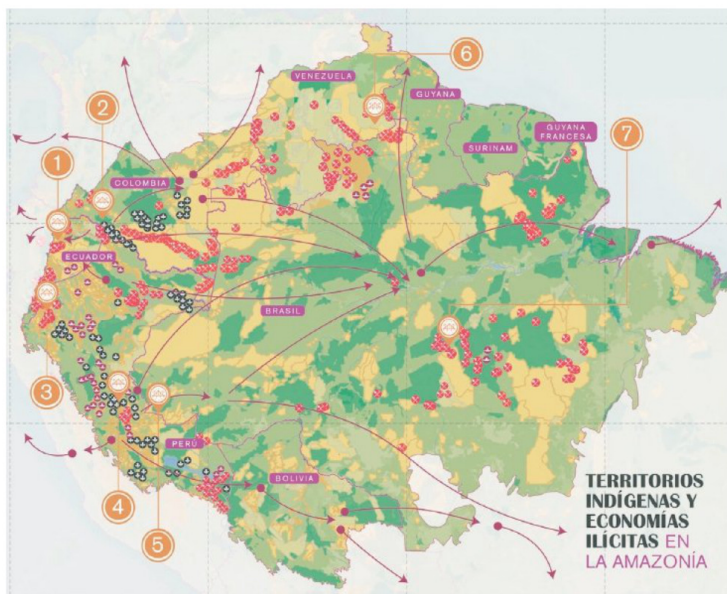 6
VENEZUELA
GUYANA
7
2
GUYANA
FRANCESA
SURINAM
1
COLOMBIA
ECUADOR
BRASIL
3
PERÚ
BOLIVIA
4
5
TERRITORIOS
INDÍGENAS Y
ECONOMÍAS
ILÍCITAS EN
LA AMAZONÍA